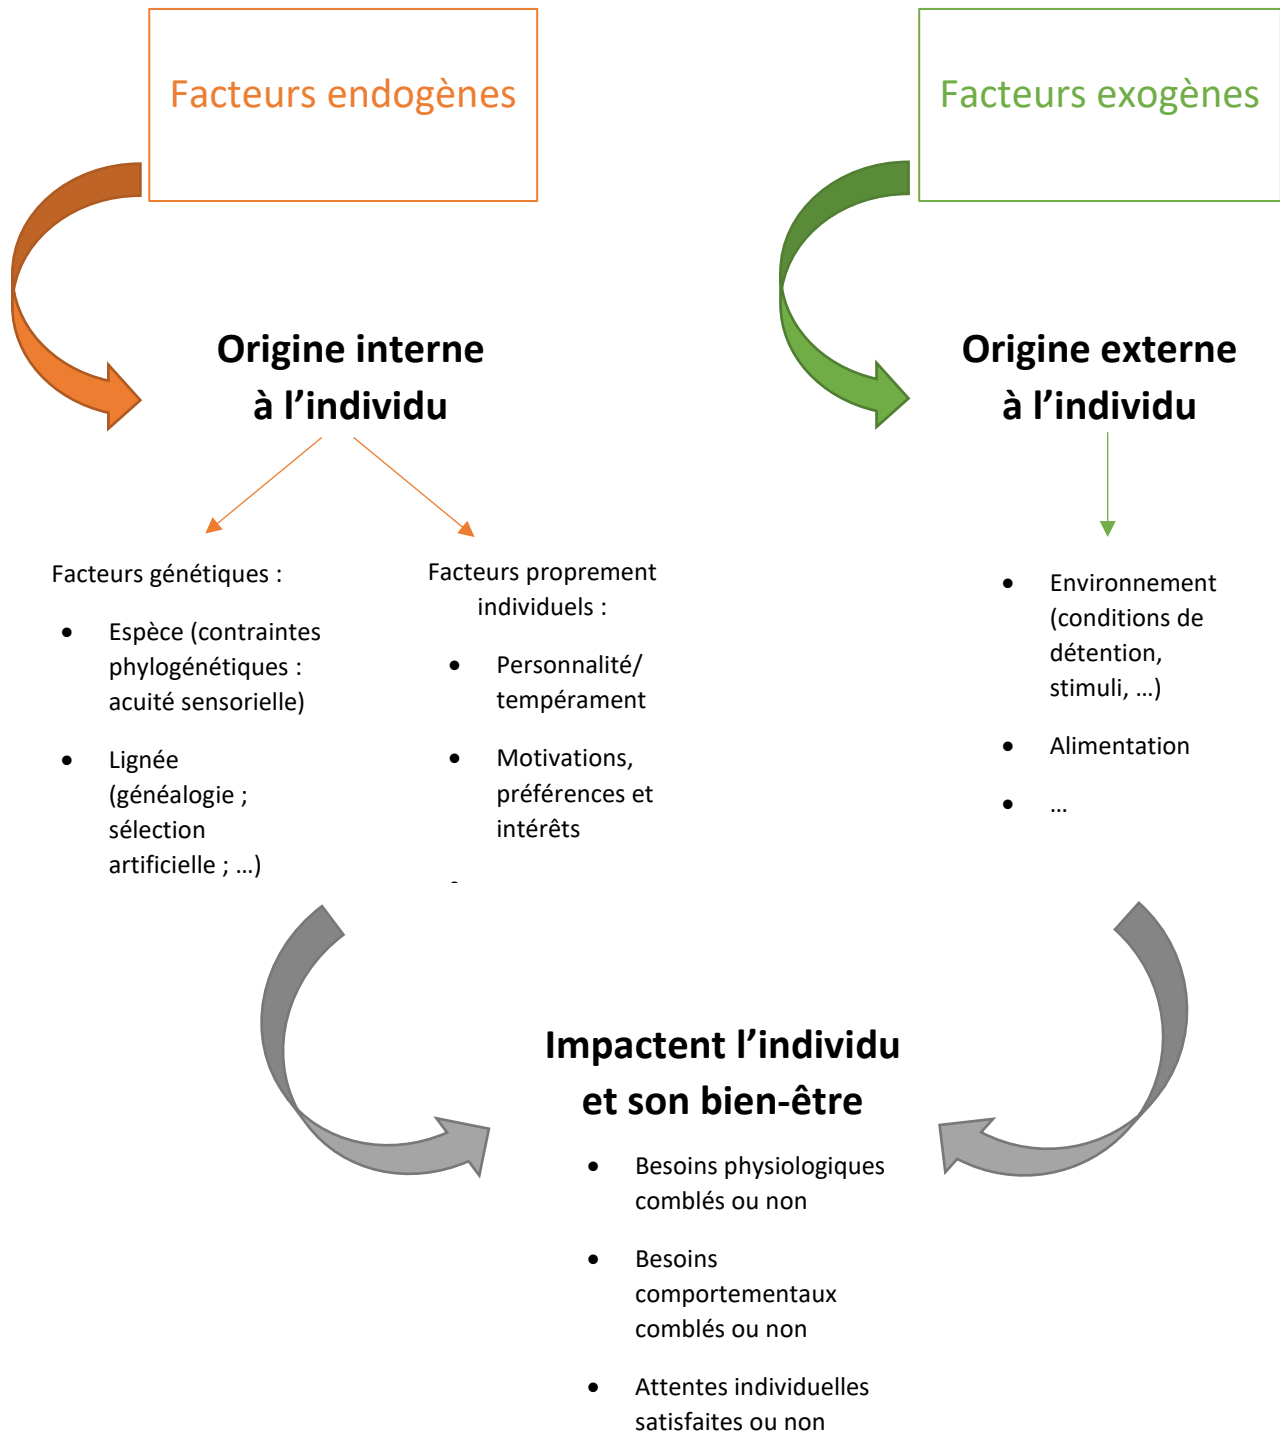 Facteurs endogènes
Facteurs exogènes
Origine interne
à l’individu
Origine externe
à l’individu
Facteurs génétiques :
• Espèce (contraintes
phylogénétiques :
acuité sensorielle)
• Lignée
(généalogie ;
sélection
artificielle ; …)
Facteurs proprement
individuels :
• Personnalité/
tempérament
• Motivations,
préférences et
intérêts
• Environnement
(conditions de
détention,
stimuli, …)
• Alimentation
• …
Impactent l’individu
et son bien-être
• Besoins physiologiques
comblés ou non
• Besoins
comportementaux
comblés ou non
• Attentes individuelles
satisfaites ou non